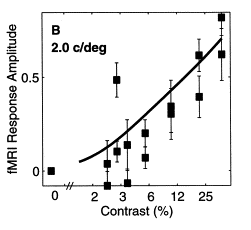 B
2.0 c/deg
fMRI Response Amplitude
0.5
0
0 2 3 6 12 25
Contrast (%)